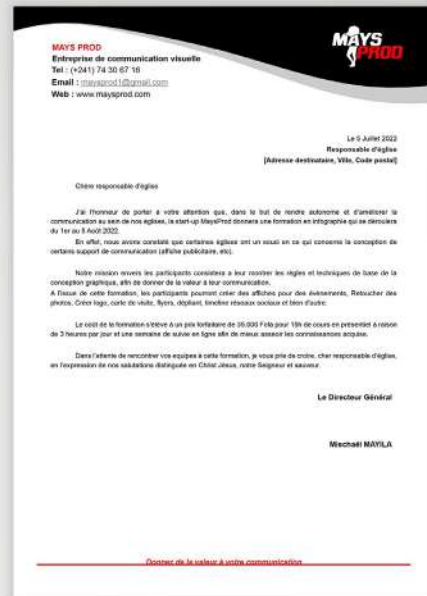 MAYS
PROD
MAYS PROD
Entreprise de communication visuelle
Tel : (+241) 74 30 67 16
Email : maysprod1@gmail.com
Web : www.maysprod.com
Le 5 Juillet 2022
Responsable d'église
[Adresse destinataire, Ville, Code postal]
Chère responsable d'église
J'ai l'honneur de porter à votre attention que, dans le but de rendre autonome et d'améliorer la
communication au sein de nos églises, la start-up MaysProd donnera une formation en infographie qui se déroulera
du 1er au 5 Août 2022.
En effet, nous avons constaté que certaines églises ont un souci en ce qui concerne la conception de
certains support de communication (affiche publicitaire, etc).
Notre mission envers les participants consistera a leur montrer les règles et techniques de base de la
conception graphique, afin de donner de la valeur à leur communication.
A l'issue de cette formation, les participants pourront créer des affiches pour des évènements, Retoucher des
photos, Créer logo, carte de visite, flyers, dépliant, timeline réseaux sociaux et bien d'autre.
Le coût de la formation s'élève à un prix forfaitaire de 35.000 Fcfa pour 15h de cours en présentiel à raison
de 3 heures par jour et une semaine de suivie en ligne afin de mieux asseoir les connaissances acquise.
Dans l'attente de rencontrer vos equipes à cette formation, je vous prie de croire, cher responsable d'église,
en l'expression de nos salutations distinguée en Christ Jésus, notre Seigneur et sauveur.
Le Directeur Général
Mischaël MAYILA
Donner de la valeur à votre communication